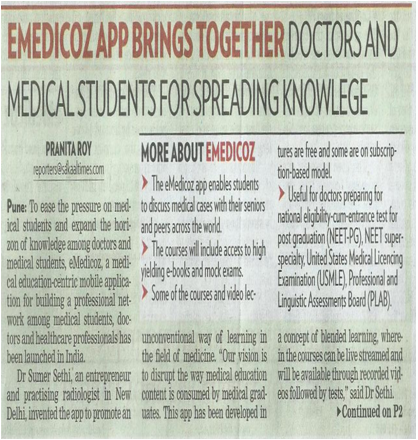 EMEDICOZ APP BRINGS TOGETHER DOCTORS AND
MEDICAL STUDENTS FOR SPREADING KNOWLEGE
PRANITA ROY
reporters@sakaaltimes.com
Pune: To ease the pressure on med-
ical students and expand the hori-
zon of knowledge among doctors and
medical students, eMedicoz, a medi-
cal education-centric mobile applica-
tion for building a professional net-
work among medical students, doc-
tors and healthcare professionals has
been launched in India.
Dr Sumer Sethi, an entrepreneur
and practising radiologist in New
Delhi, invented the app to promote an
MORE ABOUT EMEDICOZ
The eMedicoz app enables students
to discuss medical cases with their seniors
and peers across the world.
The courses will include access to high
yielding e-books and mock exams.
Some of the courses and video lec-
tures are free and some are on subscrip-
tion-based model.
Useful for doctors preparing for
national eligibility-cum-entrance test for
post graduation (NEET-PG), NEET super-
specialty, United States Medical Licencing
Examination (USMLE), Professional and
Linguistic Assessments Board (PLAB).
unconventional way of learning in
the field of medicine. "Our vision is
to disrupt the way medical education
content is consumed by medical grad-
uates. This app has been developed in
a concept of blended learning, where-
in the courses can be live streamed and
will be available through recorded vid-
eos followed by tests," said Dr Sethi.
▶Continued on P2